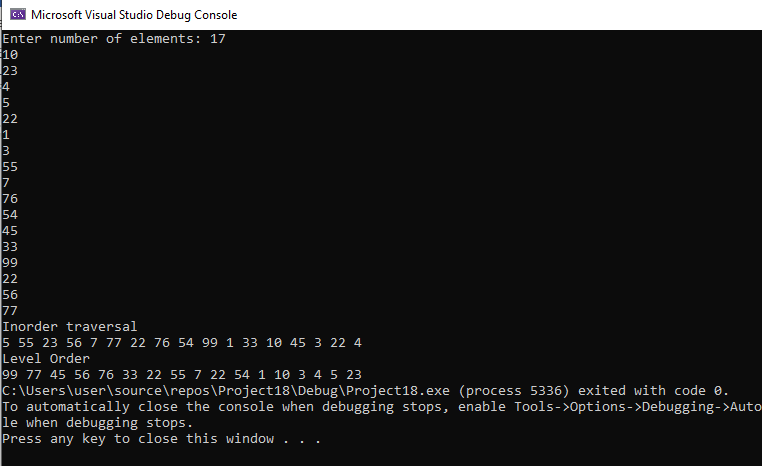 Microsoft Visual Studio Debug Console
Enter number of elements: 17
10
23
4
5
22
1
3
55
7
76
54
45
33
99
22
56
77
Inorder traversal
5 55 23 56 7 77 22 76 54 99 1 33 10 45 3 22 4
Level Order
99 77 45 56 76 33 22 55 7 22 54 1 10 3 4 5 23
C:\Users\user\source\repos\Project18\Debug\Project18.exe (process 5336) exited with code 0.
To automatically close the console when debugging stops, enable Tools->Options->Debugging->Auto
le when debugging stops.
Press any key to close this window . . .